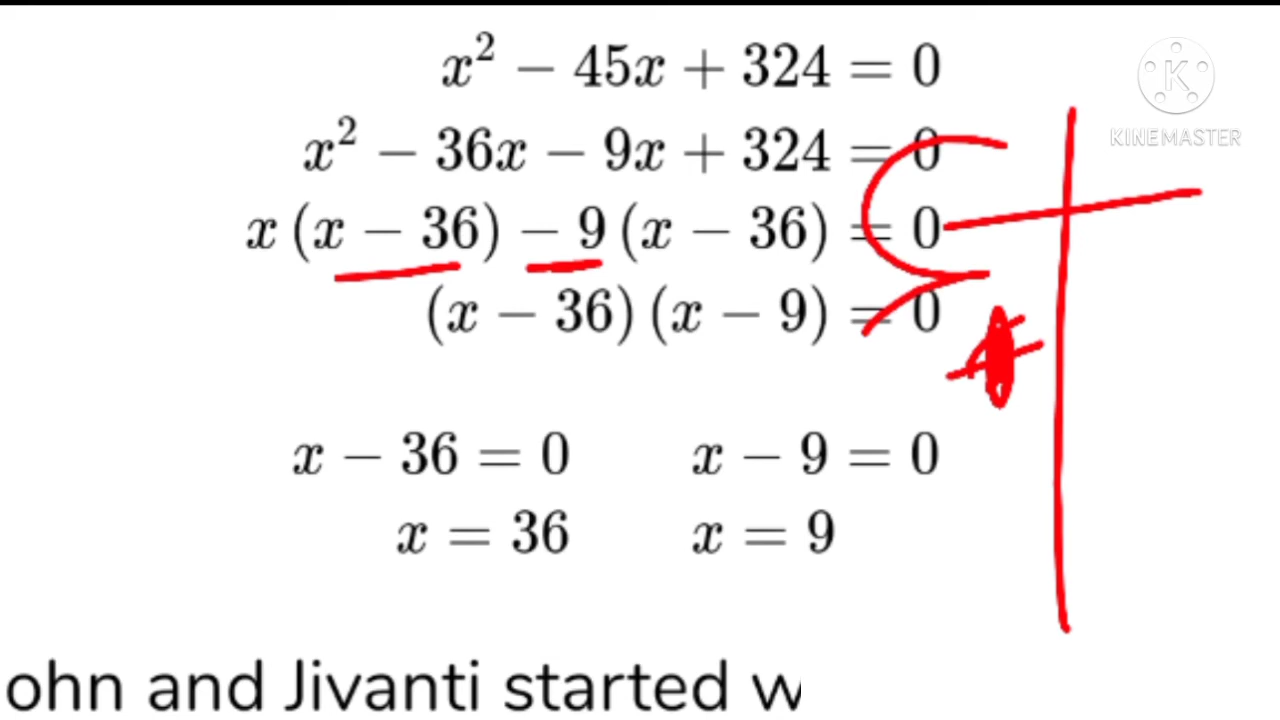 x² − 45x + 324 = 0
x² − 36x − 9x + 324 = 0
x (x − 36) − 9 (x − 36) = 0
(x − 36) (x − 9) = 0
x − 36 = 0 x − 9 = 0
x = 36 x = 9
ohn and Jivanti started w
K
KINEMASTER